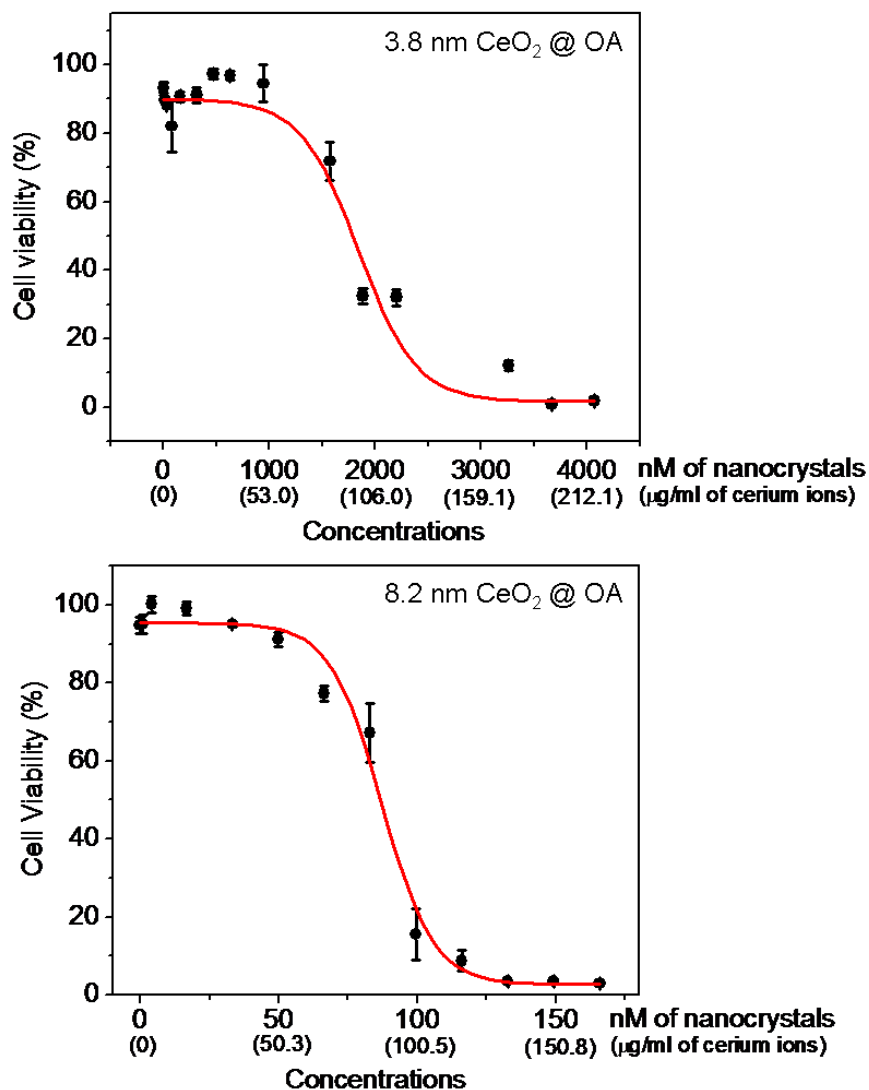 3.8 nm CeO₂ @ OA
100
80
60
40
20
0
Cell viability (%)
0 1000 2000 3000 4000 nM of nanocrystals
(0) (53.0) (106.0) (159.1) (212.1) (μg/ml of cerium ions)
Concentrations
8.2 nm CeO₂ @ OA
100
80
60
40
20
0
Cell Viability (%)
0 50 100 150 nM of nanocrystals
(0) (50.3) (100.5) (150.8) (μg/ml of cerium ions)
Concentrations